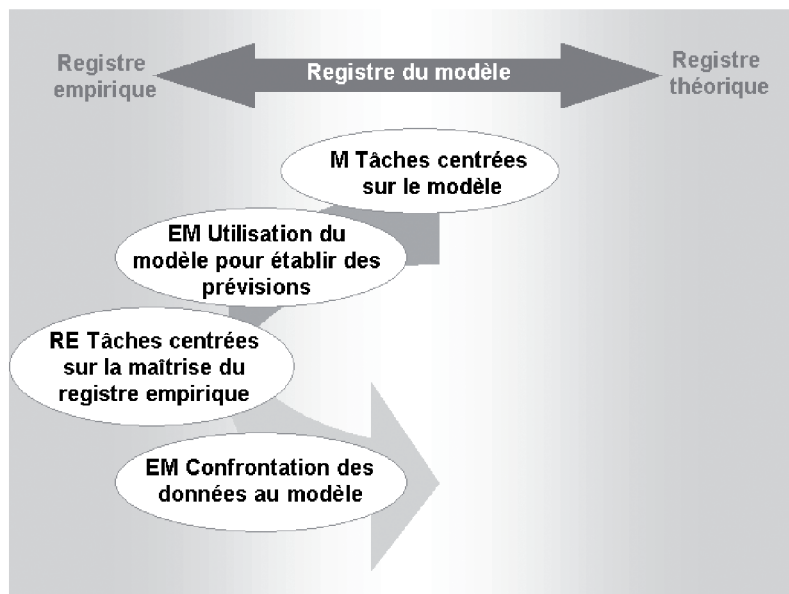 Registre
empirique
Registre du modèle
Registre
théorique
M Tâches centrées
sur le modèle
EM Utilisation du
modèle pour établir des
prévisions
RE Tâches centrées
sur la maîtrise du
registre empirique
EM Confrontation des
données au modèle